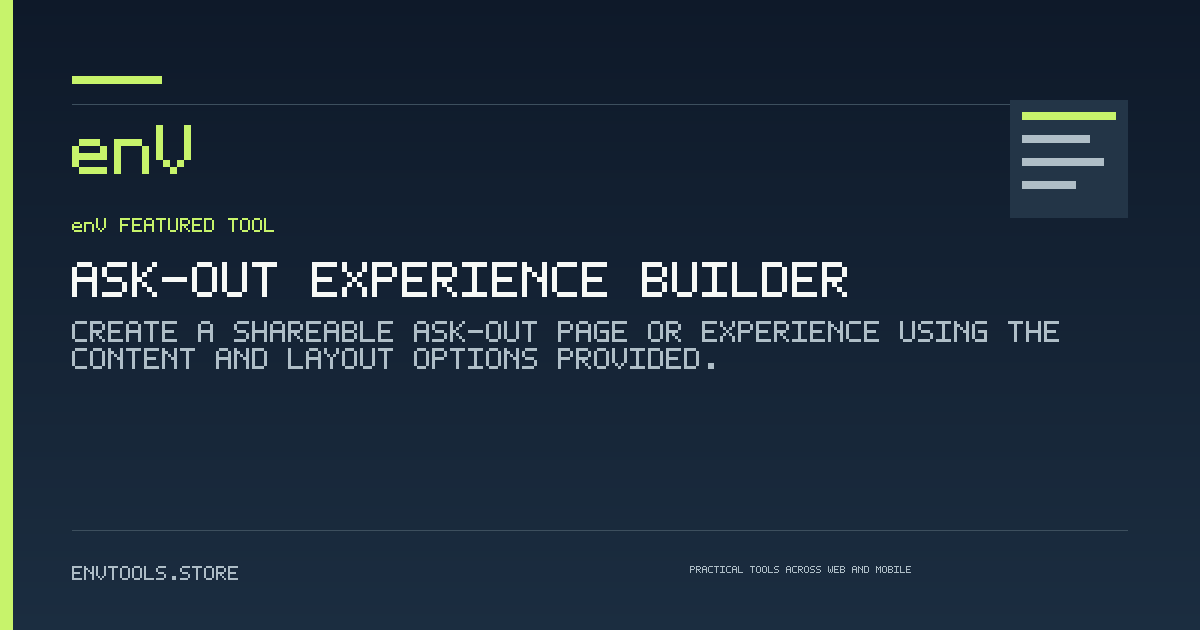 enV
enV FEATURED TOOL
ASK-OUT EXPERIENCE BUILDER
CREATE A SHAREABLE ASK-OUT PAGE OR EXPERIENCE USING THE
CONTENT AND LAYOUT OPTIONS PROVIDED.
ENVTOOLS.STORE
PRACTICAL TOOLS ACROSS WEB AND MOBILE